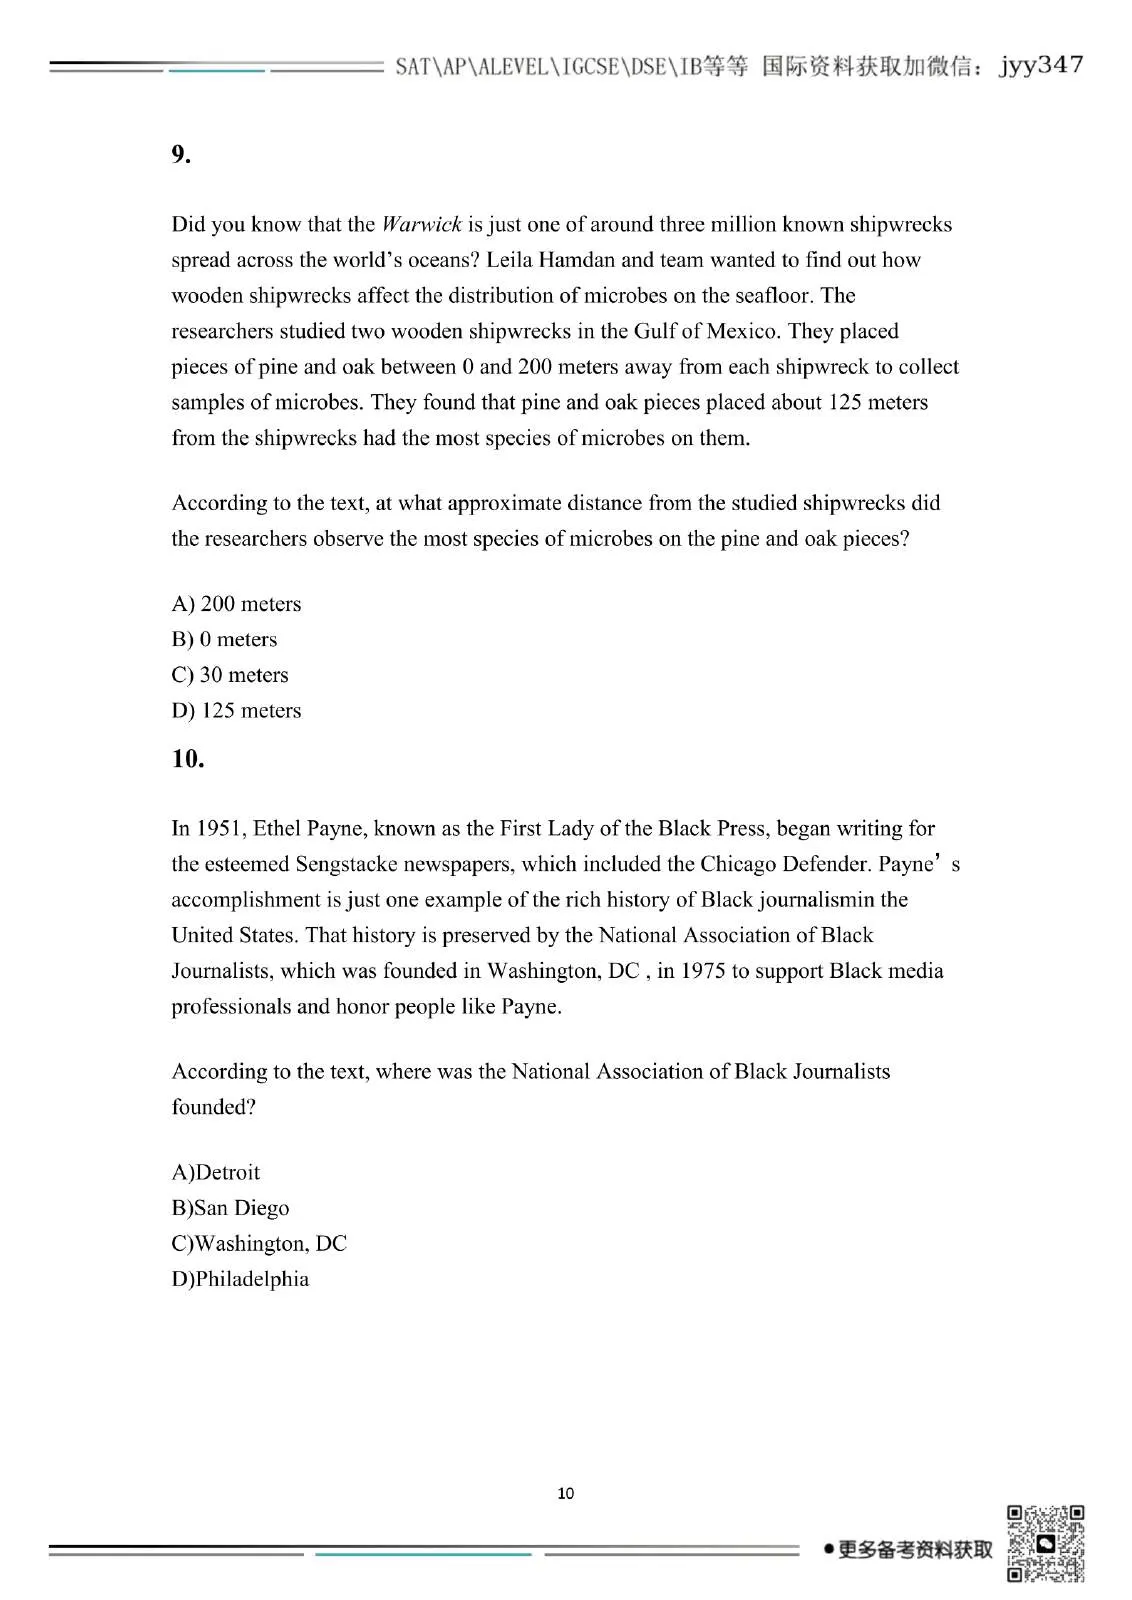 SAT\AP\ALEVEL\IGCSE\DSE\IB等等 国际资料获取加微信: jyy347
9.
Did you know that the Warwick is just one of around three million known shipwrecks
spread across the world's oceans? Leila Hamdan and team wanted to find out how
wooden shipwrecks affect the distribution of microbes on the seafloor. The
researchers studied two wooden shipwrecks in the Gulf of Mexico. They placed
pieces of pine and oak between 0 and 200 meters away from each shipwreck to collect
samples of microbes. They found that pine and oak pieces placed about 125 meters
from the shipwrecks had the most species of microbes on them.
According to the text, at what approximate distance from the studied shipwrecks did
the researchers observe the most species of microbes on the pine and oak pieces?
A) 200 meters
B) 0 meters
C) 30 meters
D) 125 meters
10.
In 1951, Ethel Payne, known as the First Lady of the Black Press, began writing for
the esteemed Sengstacke newspapers, which included the Chicago Defender. Payne’ s
accomplishment is just one example of the rich history of Black journalismin the
United States. That history is preserved by the National Association of Black
Journalists, which was founded in Washington, DC , in 1975 to support Black media
professionals and honor people like Payne.
According to the text, where was the National Association of Black Journalists
founded?
A)Detroit
B)San Diego
C)Washington, DC
D)Philadelphia
10
●更多备考资料获取